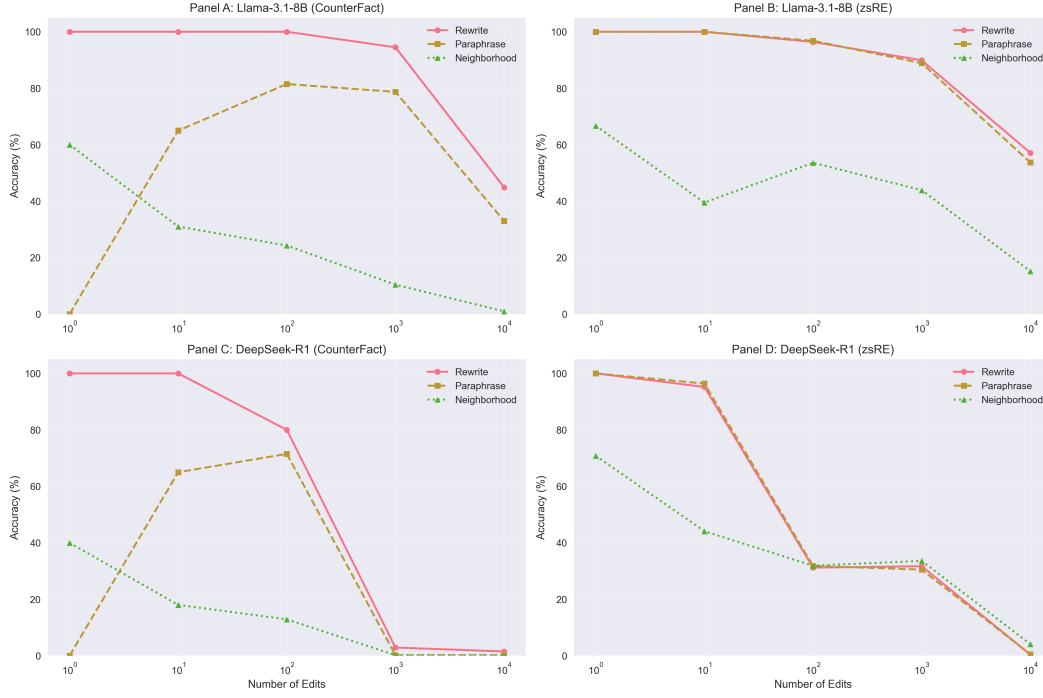 Panel A: Llama-3.1-8B (CounterFact)
Accuracy (%)
100
80
60
40
20
0
10^0
10^1
10^2
10^3
10^4
Rewrite
Paraphrase
Neighborhood
Panel B: Llama-3.1-8B (zsRE)
Accuracy (%)
100
80
60
40
20
0
10^0
10^1
10^2
10^3
10^4
Rewrite
Paraphrase
Neighborhood
Panel C: DeepSeek-R1 (CounterFact)
Accuracy (%)
100
80
60
40
20
0
10^0
10^1
10^2
10^3
10^4
Number of Edits
Rewrite
Paraphrase
Neighborhood
Panel D: DeepSeek-R1 (zsRE)
Accuracy (%)
100
80
60
40
20
0
10^0
10^1
10^2
10^3
10^4
Number of Edits
Rewrite
Paraphrase
Neighborhood